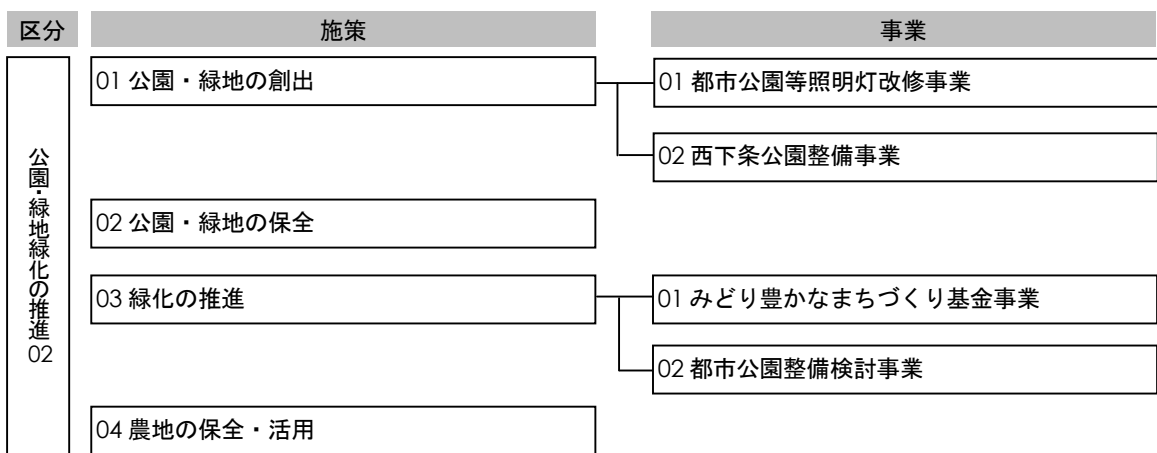 区分
施策
事業
公園・緑地緑化の推進 02
01 公園・緑地の創出
01 都市公園等照明灯改修事業
02 西下条公園整備事業
02 公園・緑地の保全
03 緑化の推進
01 みどり豊かなまちづくり基金事業
02 都市公園整備検討事業
04 農地の保全・活用